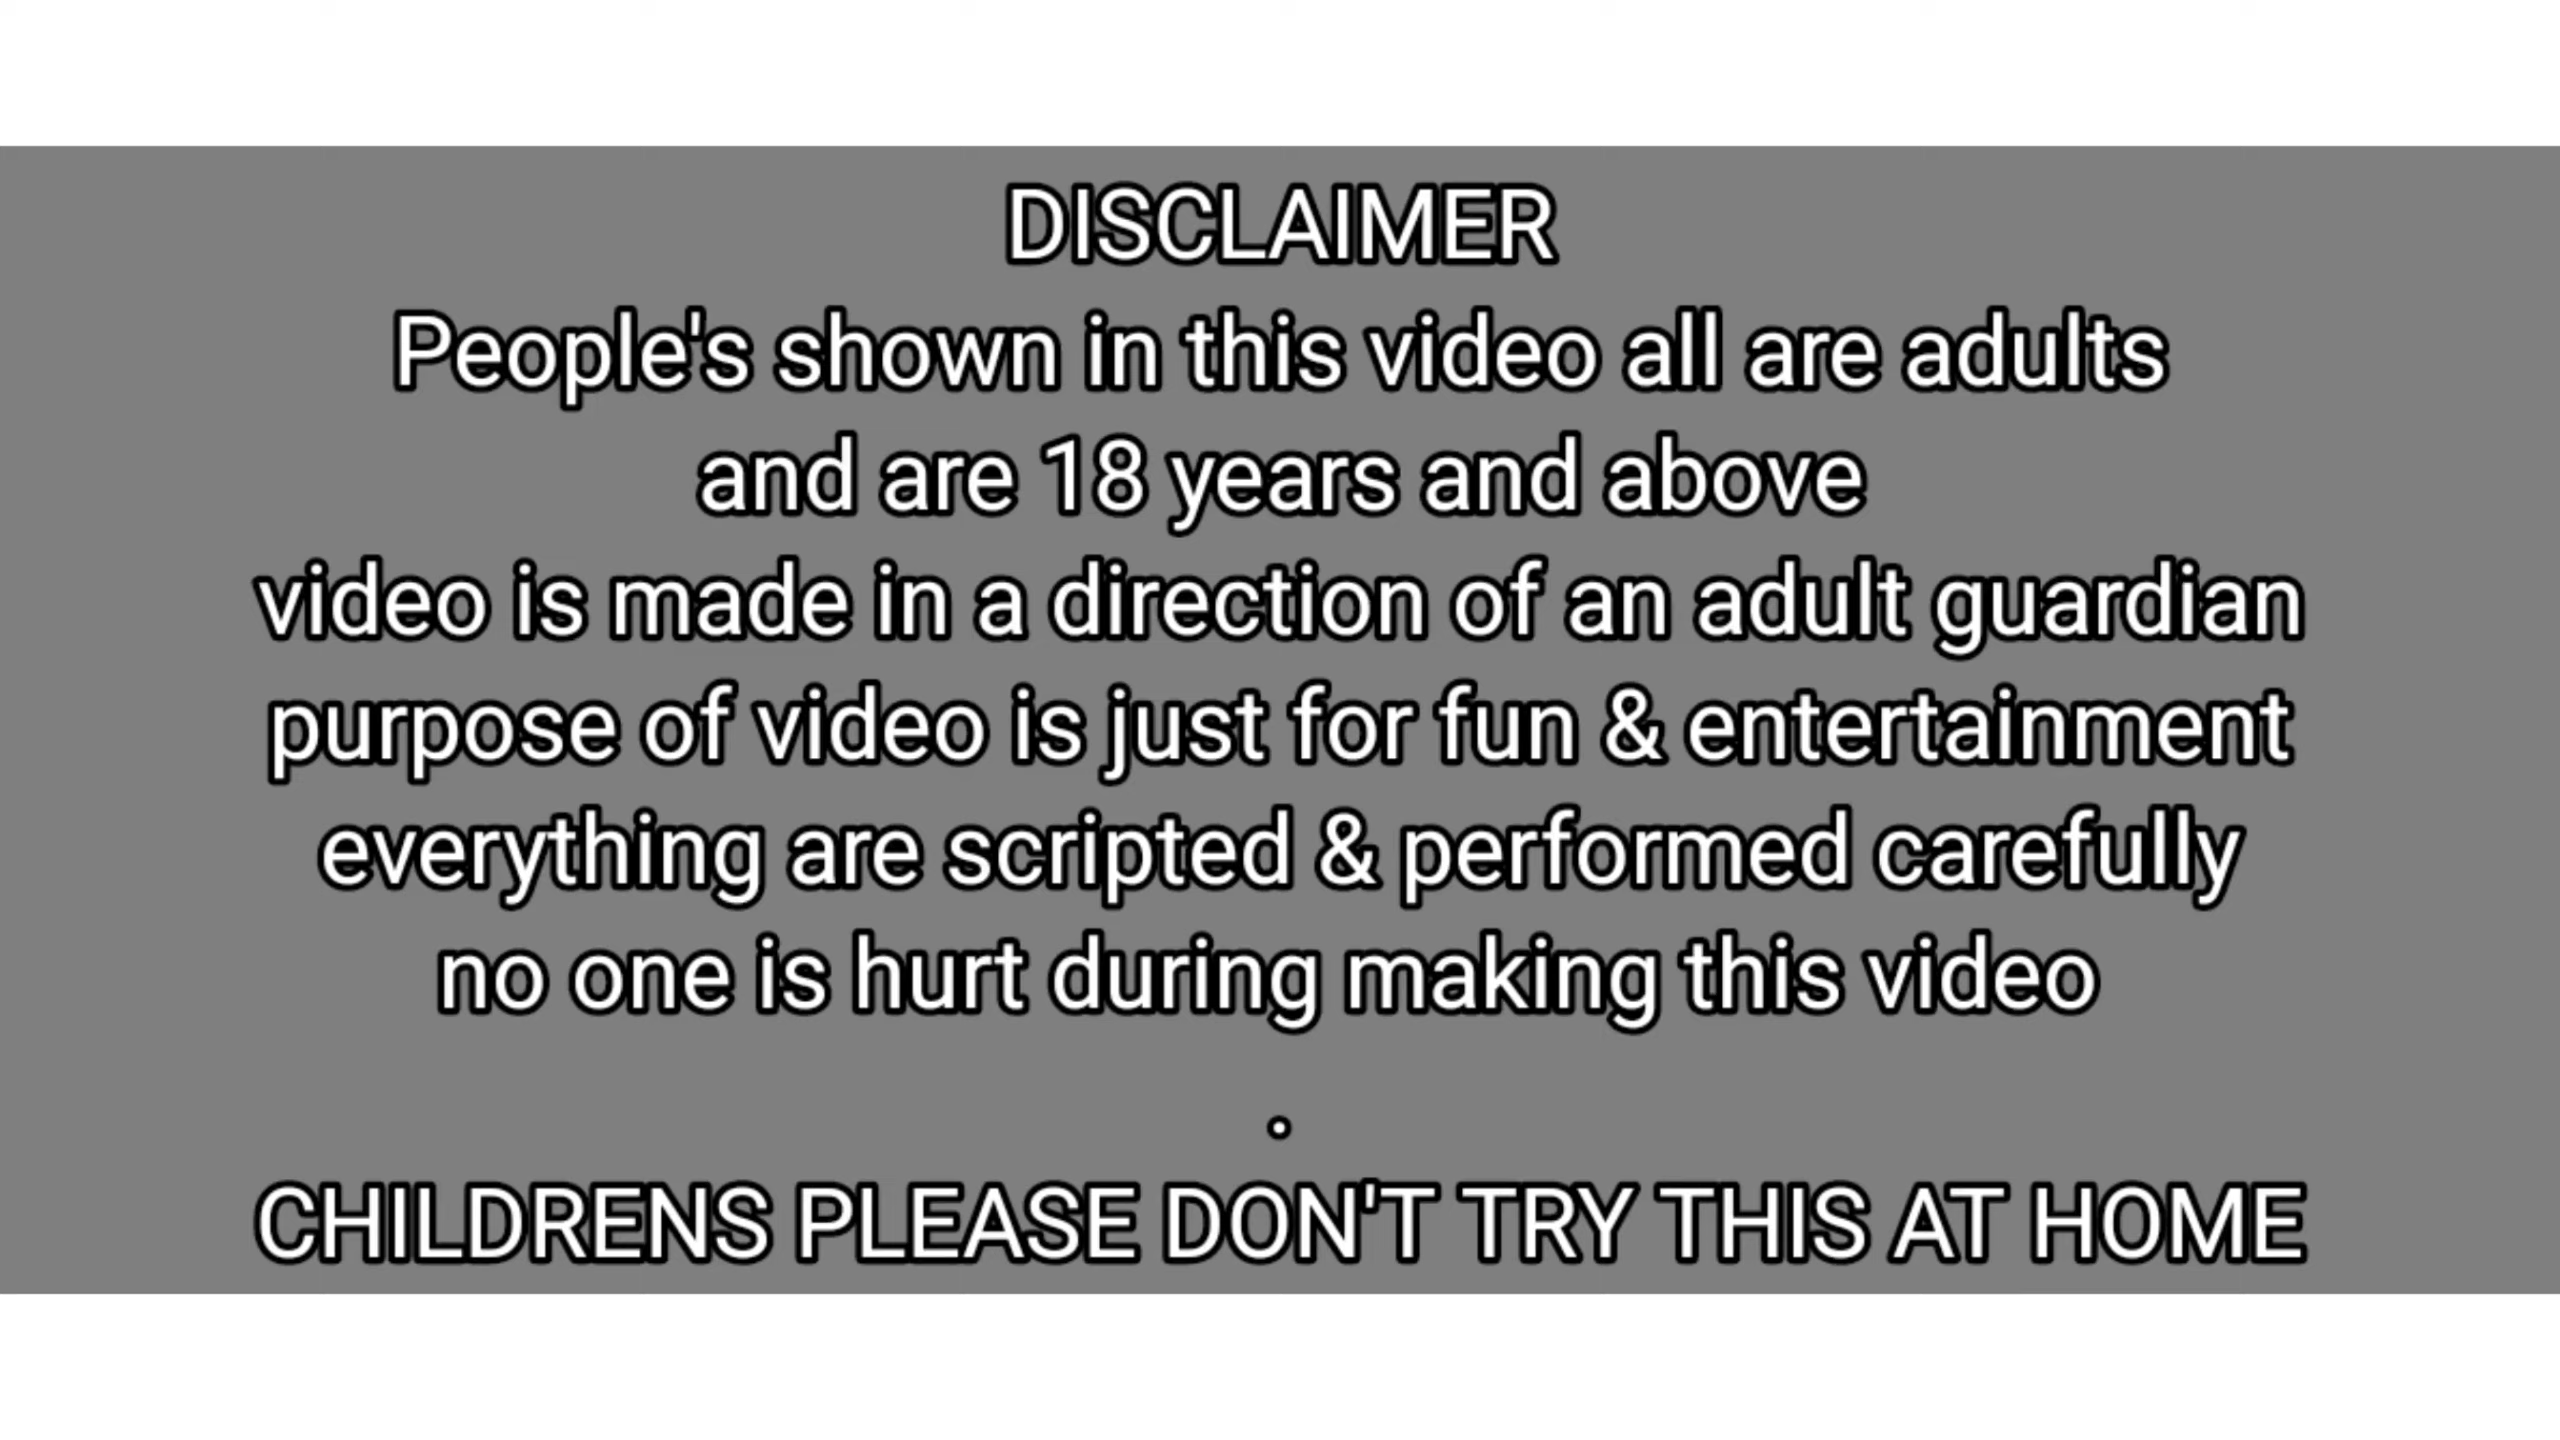 DISCLAIMER
People's shown in this video all are adults
and are 18 years and above
video is made in a direction of an adult guardian
purpose of video is just for fun & entertainment
everything are scripted & performed carefully
no one is hurt during making this video
.
CHILDRENS PLEASE DON'T TRY THIS AT HOME